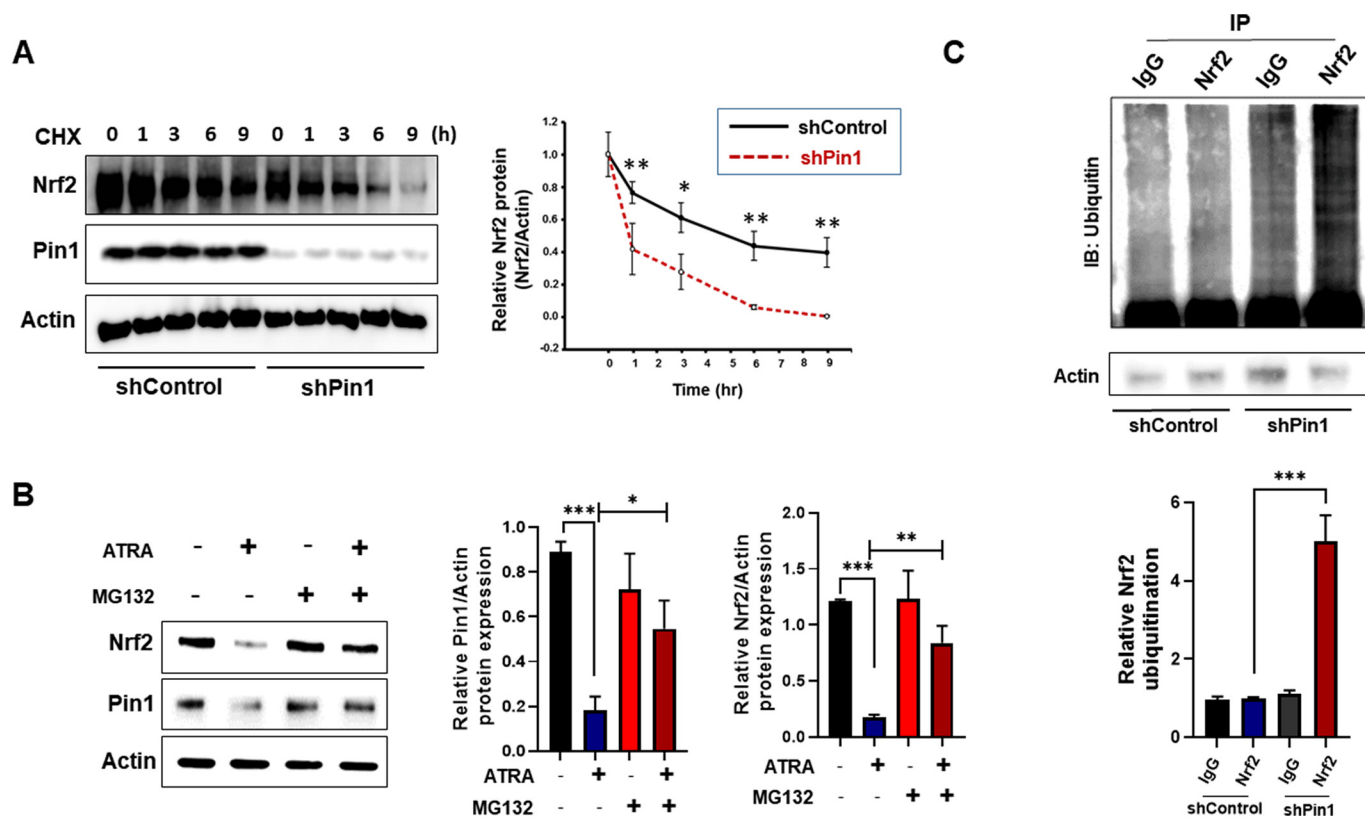 A
CHX 0 1 3 6 9 0 1 3 6 9 (h)
Nrf2
Pin1
Actin
shControl shPin1
Relative Nrf2 protein
(Nrf2/Actin)
1.2
1.0
0.8
0.6
0.4
0.2
0.0
-0.2
** * ** **
shControl
shPin1
0 1 2 3 4 5 6 7 8 9
Time (hr)
C
IP
IgG Nrf2 IgG Nrf2
IB: Ubiquitin
Actin
shControl shPin1
B
ATRA - + - +
MG132 - - + +
Nrf2
Pin1
Actin
Relative Pin1/Actin
protein expression
1.0
0.8
0.6
0.4
0.2
0.0
*** *
ATRA - + - +
MG132 - - + +
Relative Nrf2/Actin
protein expression
2.0
1.5
1.0
0.5
0.0
*** **
ATRA - + - +
MG132 - - + +
Relative Nrf2
ubiquitination
6
4
2
0
***
IgG Nrf2 IgG Nrf2
shControl shPin1